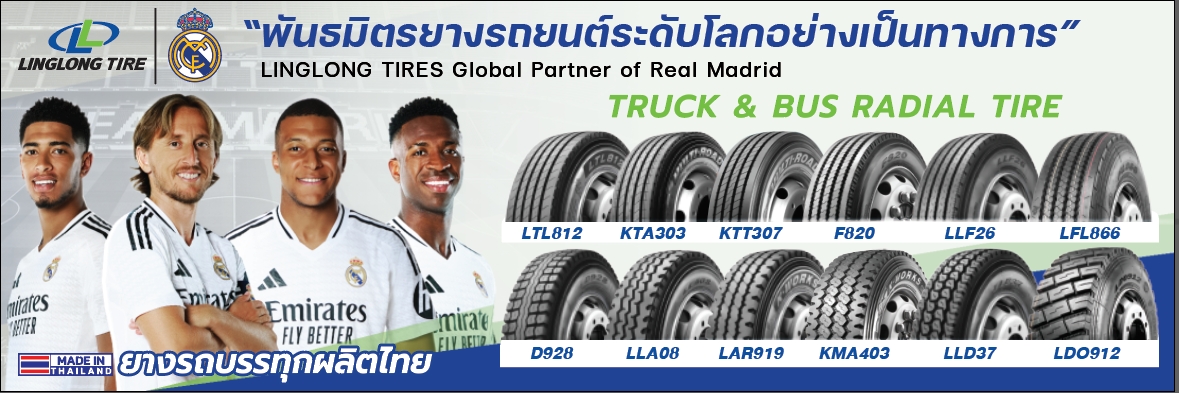 LINGLONG TIRE
"พันธมิตรยางรถยนต์ระดับโลกอย่างเป็นทางการ"
LINGLONG TIRES Global Partner of Real Madrid
TRUCK & BUS RADIAL TIRE
LTL812 KTA303 KTT307 F820 LLF26 LFL866
D928 LLA08 LAR919 KMA403 LLD37 LDO912
Emirates
FLY BETTER
Emirates
FLY BETTER
MADE IN
THAILAND
ยางรถบรรทุกผลิตไทย